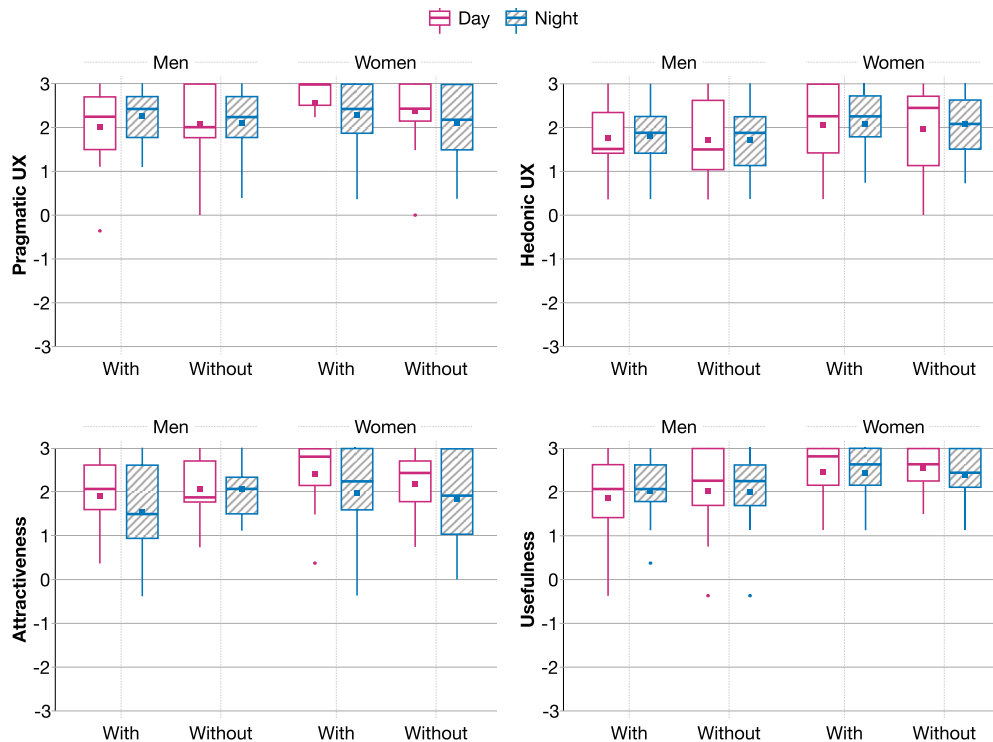 Day Night
Men Women
Pragmatic UX
3
2
1
0
-1
-2
-3
With Without With Without
Men Women
Hedonic UX
3
2
1
0
-1
-2
-3
With Without With Without
Men Women
Attractiveness
3
2
1
0
-1
-2
-3
With Without With Without
Men Women
Usefulness
3
2
1
0
-1
-2
-3
With Without With Without